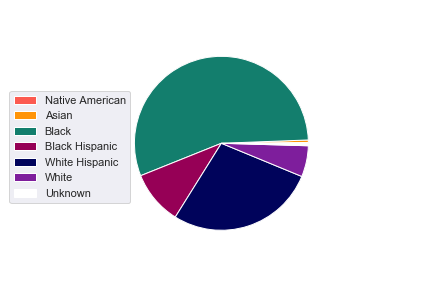 Native American
Asian
Black
Black Hispanic
White Hispanic
White
Unknown